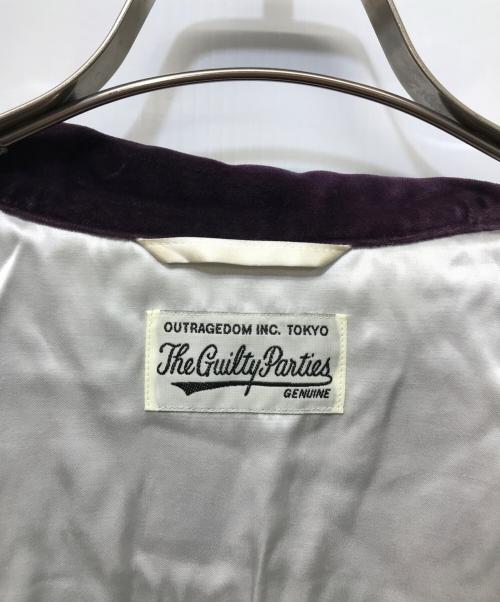 OUTRAGEDOM INC. TOKYO
The Guilty Parties
GENUINE